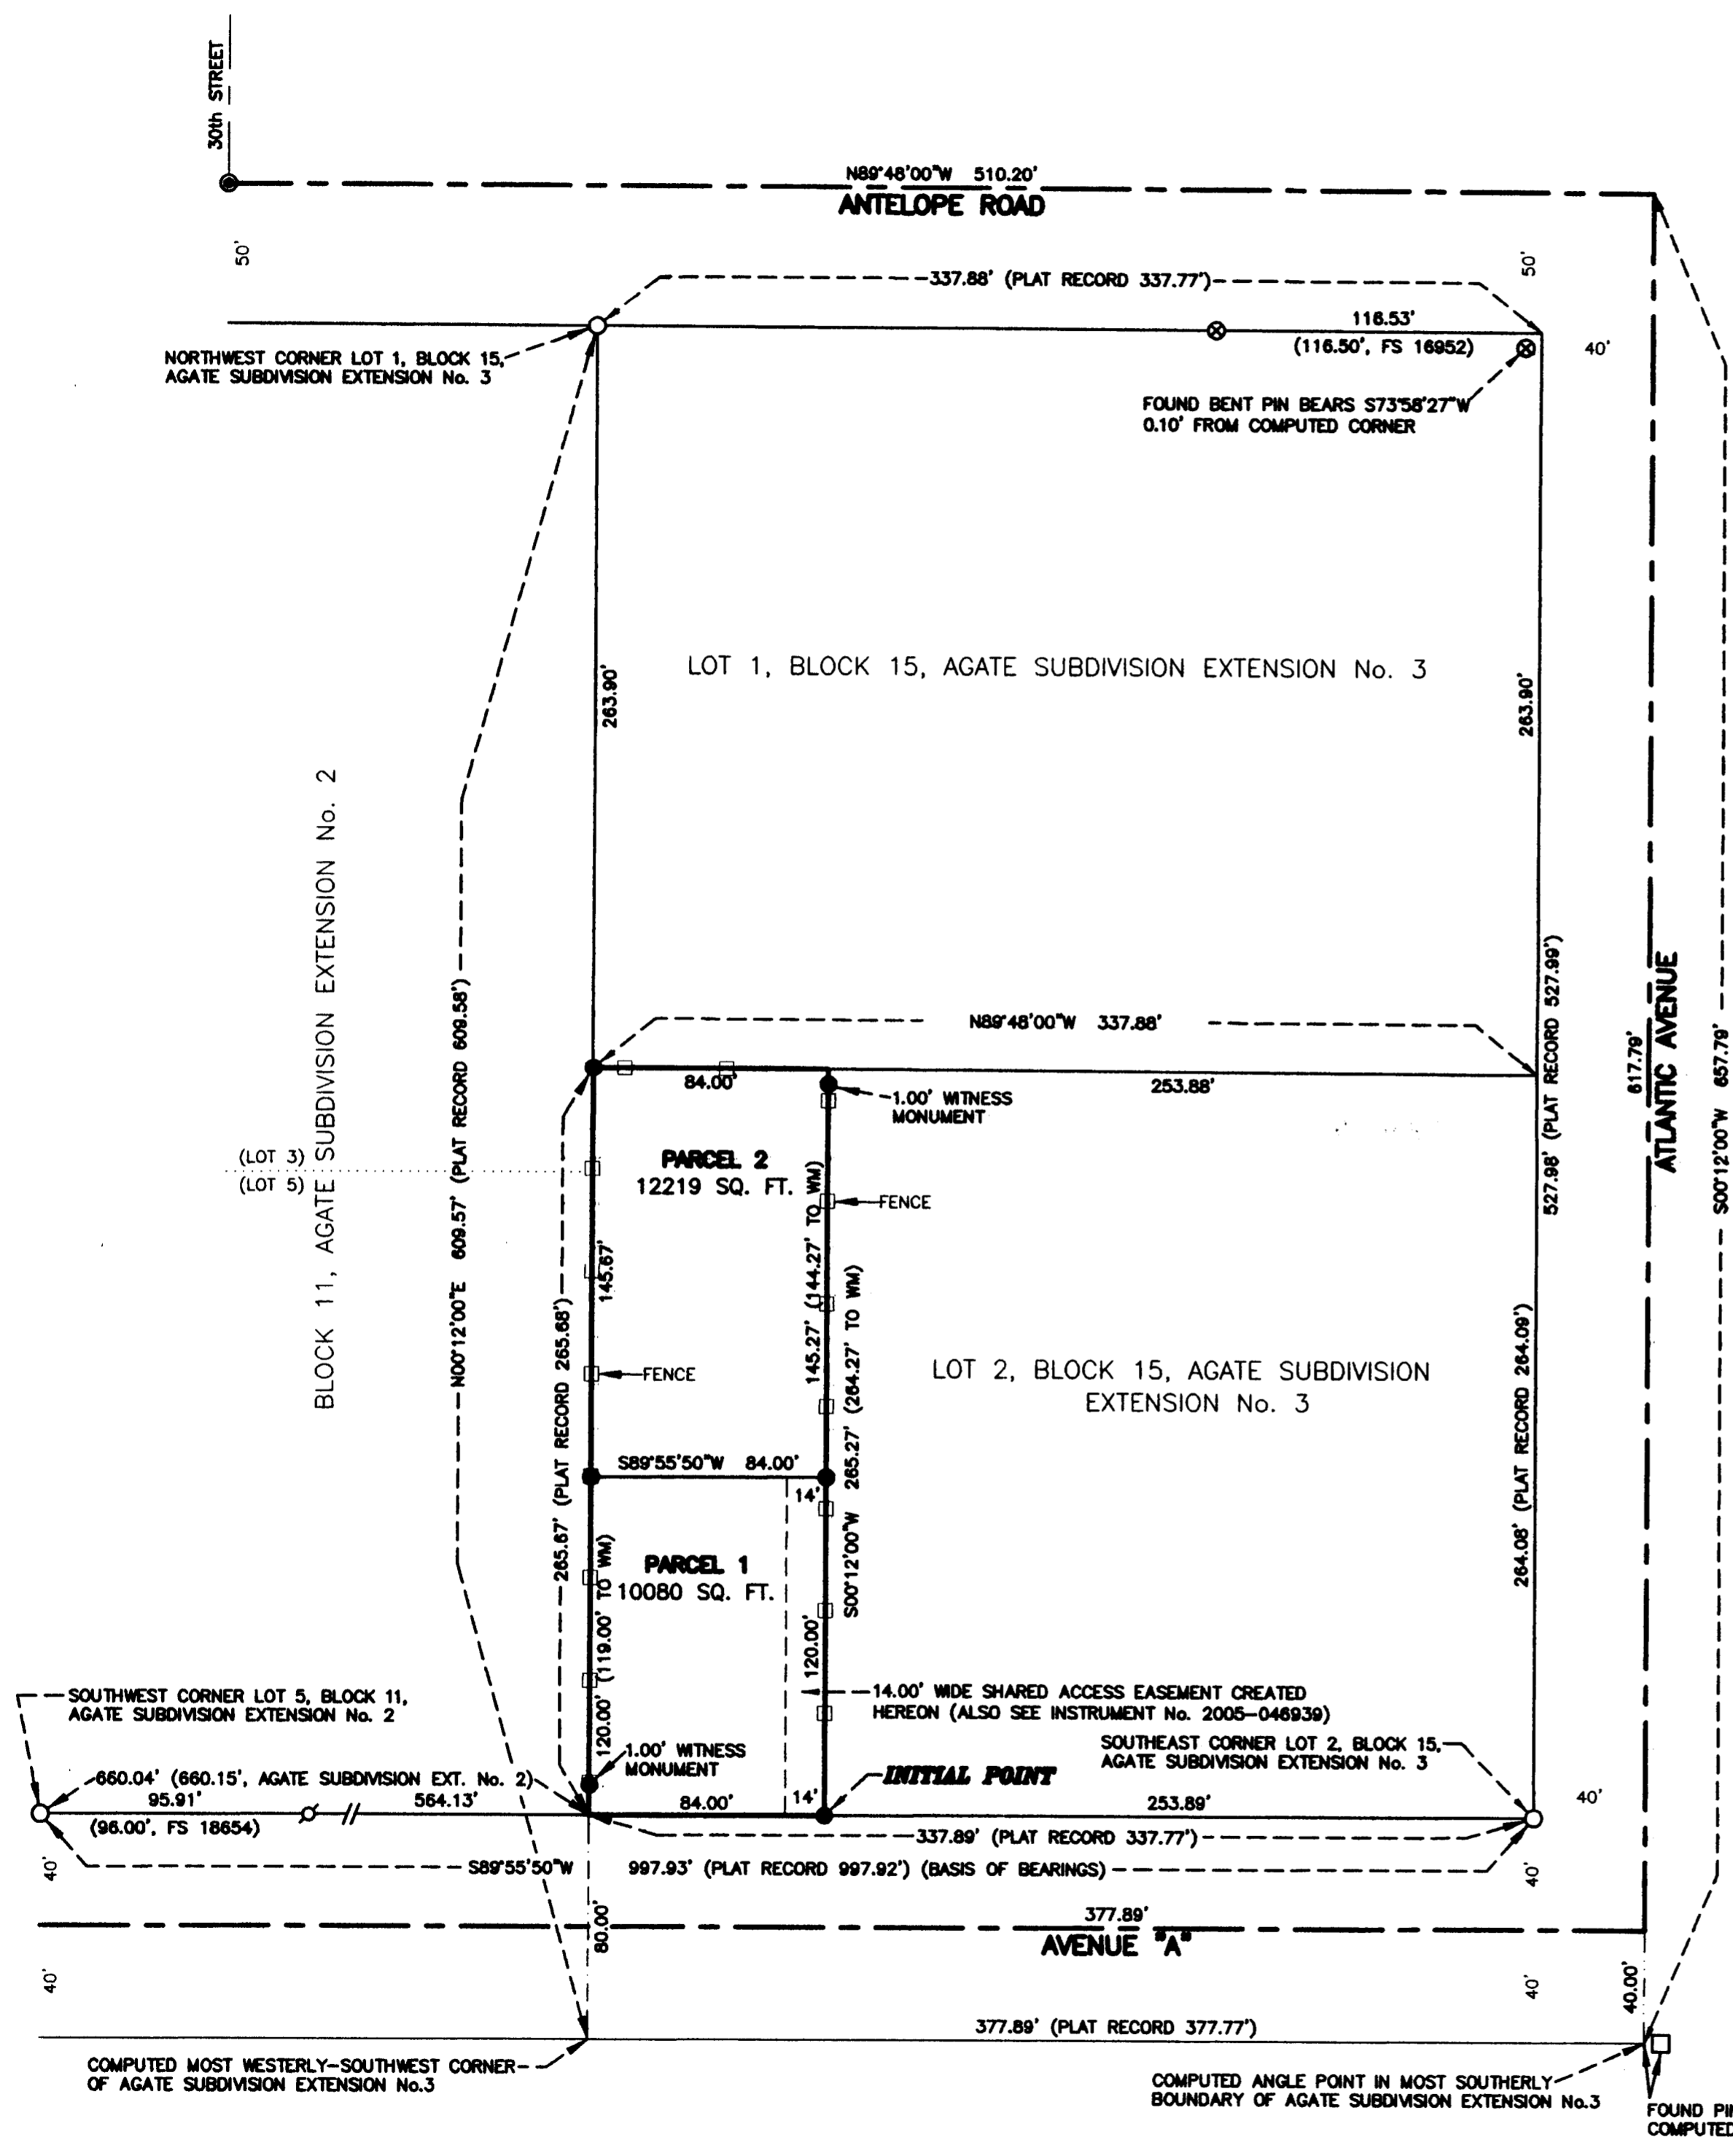 30th STREET
N89°48'00"W 510.20'
ANTELOPE ROAD
50'
50'
337.88' (PLAT RECORD 337.77')
116.53'
(116.50', FS 16952)
40'
NORTHWEST CORNER LOT 1, BLOCK 15,
AGATE SUBDIVISION EXTENSION No. 3
FOUND BENT PIN BEARS S73°58'27"W
0.10' FROM COMPUTED CORNER
LOT 1, BLOCK 15, AGATE SUBDIVISION EXTENSION No. 3
263.90'
263.90'
BLOCK 11, AGATE SUBDIVISION EXTENSION No. 2
N00°12'00"E 609.57' (PLAT RECORD 609.58')
527.98' (PLAT RECORD 527.99')
617.79'
ATLANTIC AVENUE
S00°12'00"W 657.79'
N89°48'00"W 337.88'
84.00'
253.88'
1.00' WITNESS
MONUMENT
(LOT 3)
(LOT 5)
PARCEL 2
12219 SQ. FT.
FENCE
145.67'
145.27' (144.27' TO WM)
S00°12'00"W 265.27' (264.27' TO WM)
265.67' (PLAT RECORD 265.68')
FENCE
LOT 2, BLOCK 15, AGATE SUBDIVISION
EXTENSION No. 3
264.08' (PLAT RECORD 264.09')
S89°55'50"W 84.00'
14'
PARCEL 1
10080 SQ. FT.
120.00' (119.00' TO WM)
120.00'
14.00' WIDE SHARED ACCESS EASEMENT CREATED
HEREON (ALSO SEE INSTRUMENT No. 2005-046939)
SOUTHWEST CORNER LOT 5, BLOCK 11,
AGATE SUBDIVISION EXTENSION No. 2
1.00' WITNESS
MONUMENT
SOUTHEAST CORNER LOT 2, BLOCK 15,
AGATE SUBDIVISION EXTENSION No. 3
INITIAL POINT
660.04' (660.15', AGATE SUBDIVISION EXT. No. 2)
95.91'
(96.00', FS 18654)
564.13'
84.00'
14'
253.89'
40'
337.89' (PLAT RECORD 337.77')
S89°55'50"W 997.93' (PLAT RECORD 997.92') (BASIS OF BEARINGS)
40'
40'
80.00'
377.89'
AVENUE "A"
40'
40'
40.00'
377.89' (PLAT RECORD 377.77')
COMPUTED MOST WESTERLY-SOUTHWEST CORNER
OF AGATE SUBDIVISION EXTENSION No.3
COMPUTED ANGLE POINT IN MOST SOUTHERLY
BOUNDARY OF AGATE SUBDIVISION EXTENSION No.3
FOUND
COMPUTED